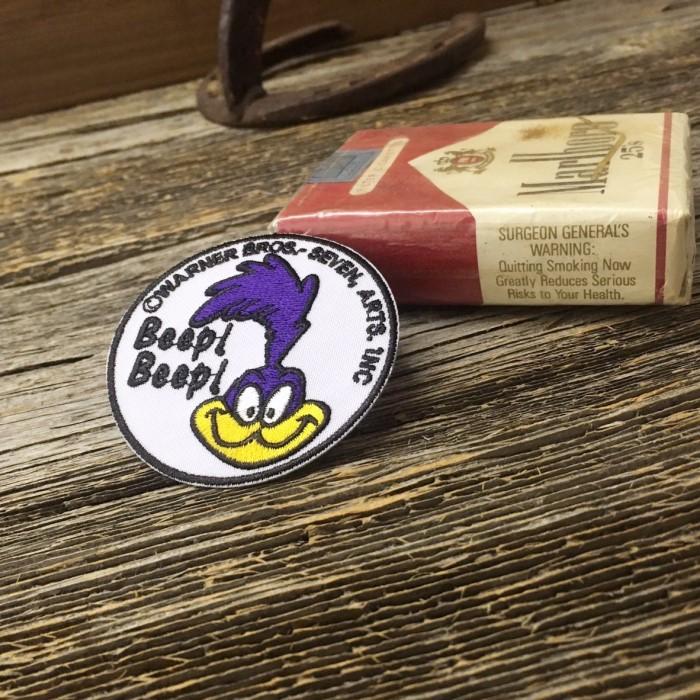 ©WARNER BROS.- SEVEN, ARTS. INC
Beep!
Beep!
Marlboro
25's
SURGEON GENERAL'S
WARNING:
Quitting Smoking Now
Greatly Reduces Serious
Risks to Your Health.